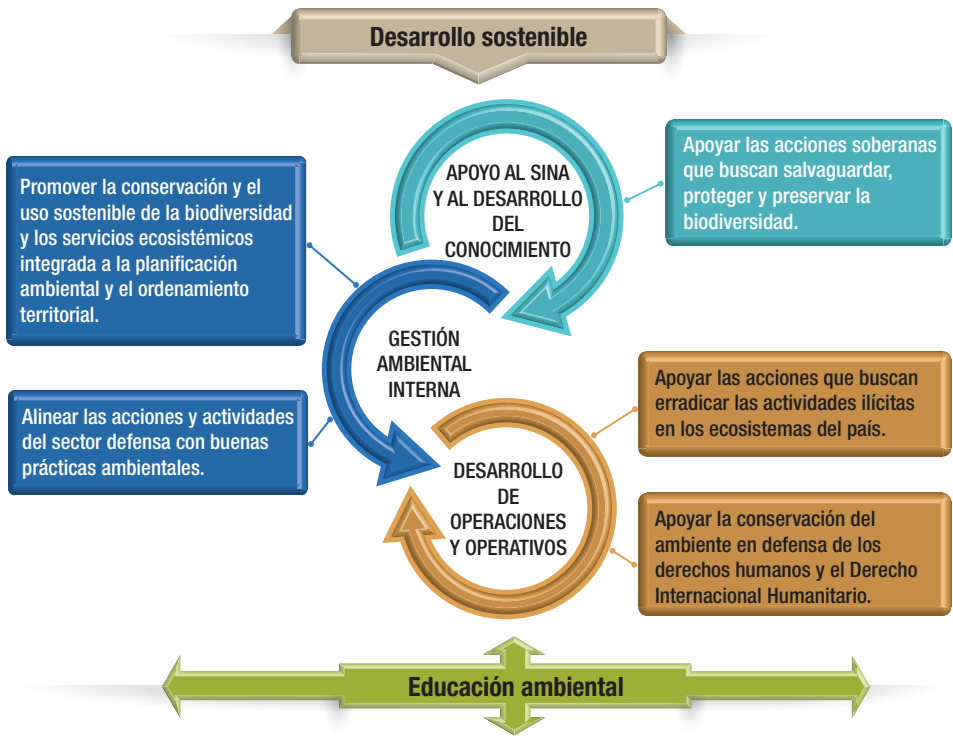 Desarrollo sostenible
APOYO AL SINA
Y AL DESARROLLO
DEL
CONOCIMIENTO
Apoyar las acciones soberanas
que buscan salvaguardar,
proteger y preservar la
biodiversidad.
Promover la conservación y el
uso sostenible de la biodiversidad
y los servicios ecosistémicos
integrada a la planificación
ambiental y el ordenamiento
territorial.
GESTIÓN
AMBIENTAL
INTERNA
Alinear las acciones y actividades
del sector defensa con buenas
prácticas ambientales.
Apoyar las acciones que buscan
erradicar las actividades ilícitas
en los ecosistemas del país.
DESARROLLO
DE
OPERACIONES
Y OPERATIVOS
Apoyar la conservación del
ambiente en defensa de los
derechos humanos y el Derecho
Internacional Humanitario.
Educación ambiental